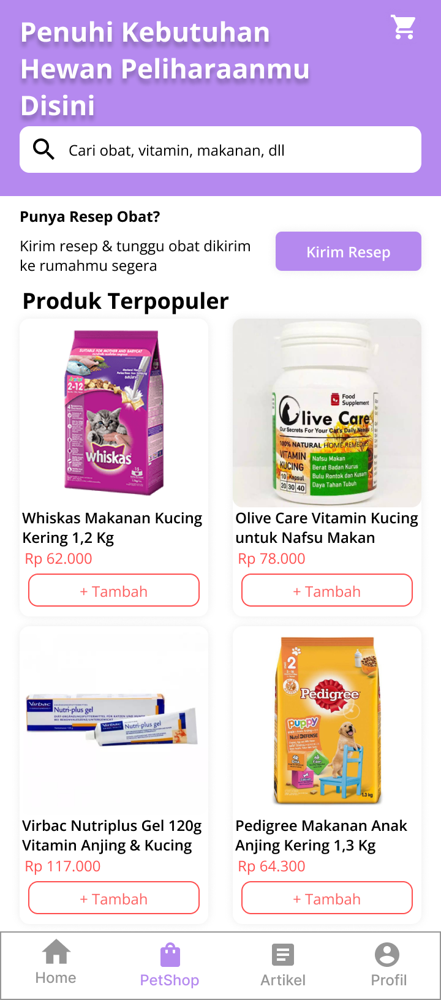 Penuhi Kebutuhan
Hewan Peliharaanmu
Disini
Cari obat, vitamin, makanan, dll
Punya Resep Obat?
Kirim resep & tunggu obat dikirim
ke rumahmu segera
Kirim Resep
Produk Terpopuler
SUITABLE FOR MOTHER AND BABYCAT
2-12
whiskas
Food
Supplement
Olive Care
Our Secrets For Your Cat's Daily Needs
100% NATURAL HOME REMEDIES
VITAMIN
KUCING
10 Kapsul
20 30 40
Nafsu Makan
Berat Badan Kurus
Bulu Rontok dan Kusam
Daya Tahan Tubuh
Whiskas Makanan Kucing
Kering 1,2 Kg
Rp 62.000
+ Tambah
Olive Care Vitamin Kucing
untuk Nafsu Makan
Rp 78.000
+ Tambah
Virbac
Nutri-plus gel
Virbac
Nutri-plus gel
2
Pedigree
PUPPY
Nutri DEFENSE
DHA
Fiber
Calcium
1.3 kg
Virbac Nutriplus Gel 120g
Vitamin Anjing & Kucing
Rp 117.000
+ Tambah
Pedigree Makanan Anak
Anjing Kering 1,3 Kg
Rp 64.300
+ Tambah
Home
PetShop
Artikel
Profil